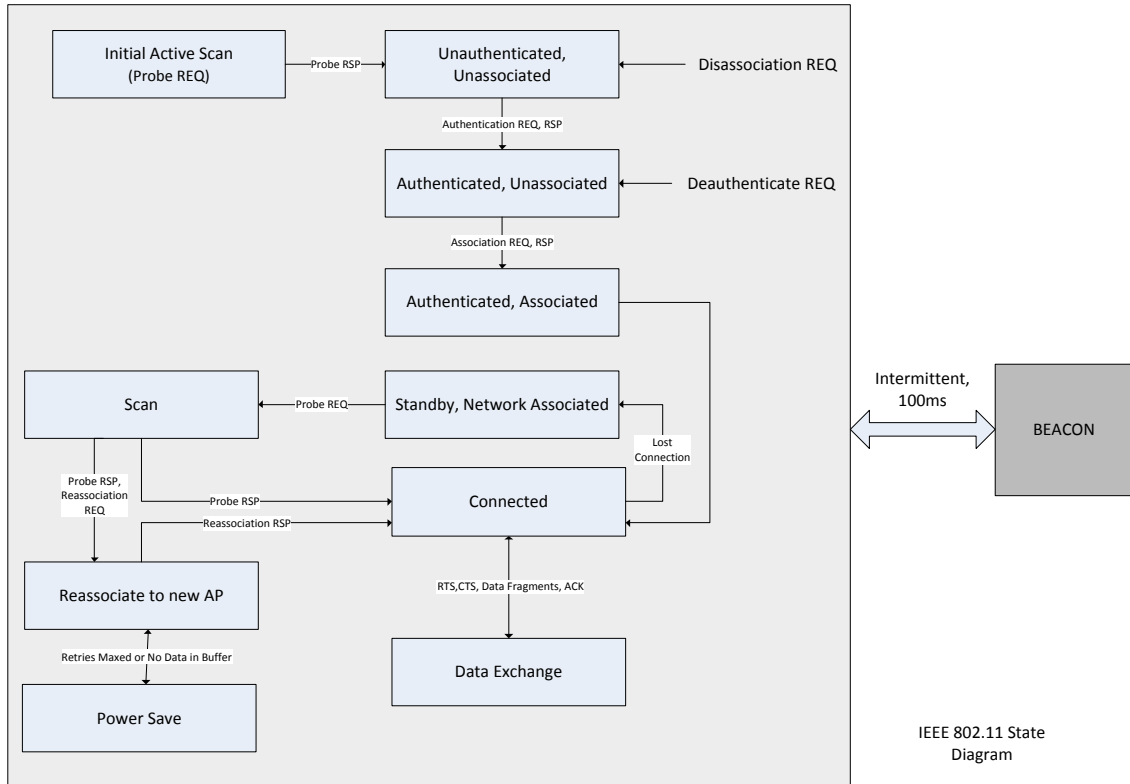 Initial Active Scan
(Probe REQ)
Probe RSP
Unauthenticated,
Unassociated
Disassociation REQ
Authentication REQ, RSP
Authenticated, Unassociated
Deauthenticate REQ
Association REQ, RSP
Authenticated, Associated
Scan
Probe REQ
Standby, Network Associated
Lost
Connection
Intermittent,
100ms
BEACON
Probe RSP,
Reassociation
REQ
Probe RSP
Connected
Reassociation RSP
Reassociate to new AP
RTS,CTS, Data Fragments, ACK
Retries Maxed or No Data in Buffer
Data Exchange
Power Save
IEEE 802.11 State
Diagram